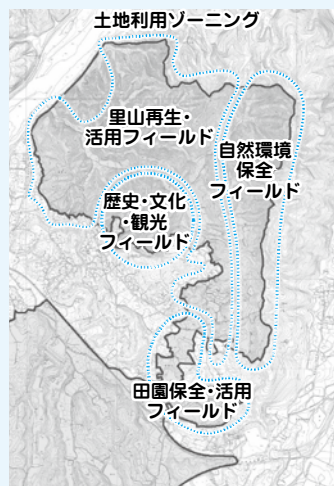 土地利用ゾーニング
里山再生・
活用フィールド
自然環境
保全
フィールド
歴史・文化
・観光
フィールド
田園保全・活用
フィールド